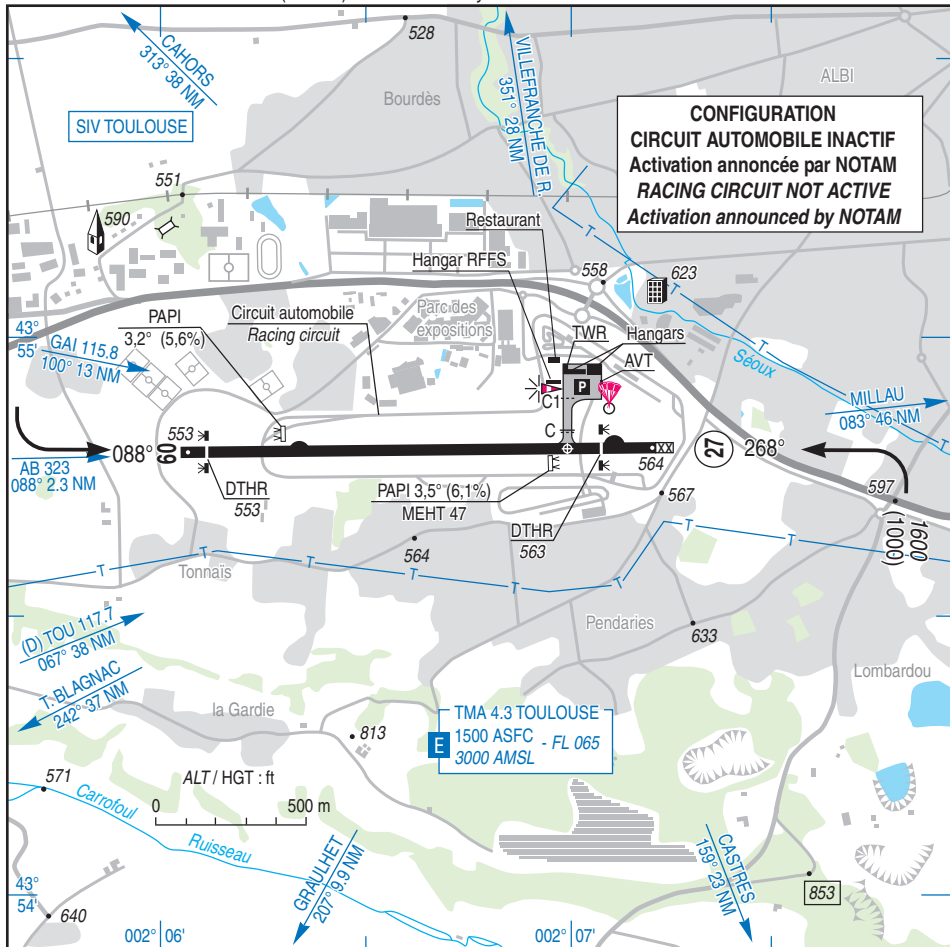 528
CAHORS
313° 38 NM
VILLEFRANCHE DE R.
351° 28 NM
ALBI
Bourdès
SIV TOULOUSE
CONFIGURATION
CIRCUIT AUTOMOBILE INACTIF
Activation annoncée par NOTAM
RACING CIRCUIT NOT ACTIVE
Activation announced by NOTAM
551
590
Restaurant
Hangar RFFS
558
623
T
PAPI
3.2° (5,6%)
Circuit automobile
Racing circuit
Parc des
expositions
TWR
Hangars
AVT
Séoux
T
43°
55'
GAI 115.8
100° 13 NM
P
C1
MILLAU
083° 46 NM
553
088°
09
C
564
27
268°
AB 323
088° 2.3 NM
DTHR
553
PAPI 3,5° (6,1%)
MEHT 47
DTHR
563
567
597
1600
(1000)
564
T
T
T
T
T
T
T
Tonnaïs
Pendaries
633
(D) TOU 117.7
067° 38 NM
T. BLAGNAC
242° 37 NM
Lombardou
la Gardie
813
TMA 4.3 TOULOUSE
E
1500 ASFC
3000 AMSL
- FL 065
571
ALT / HGT : ft
0
500 m
Carrofoul
Ruisseau
GRAULHET
207° 9.9 NM
CASTRES
159° 23 NM
853
43°
54'
640
002° 06'
002° 07'